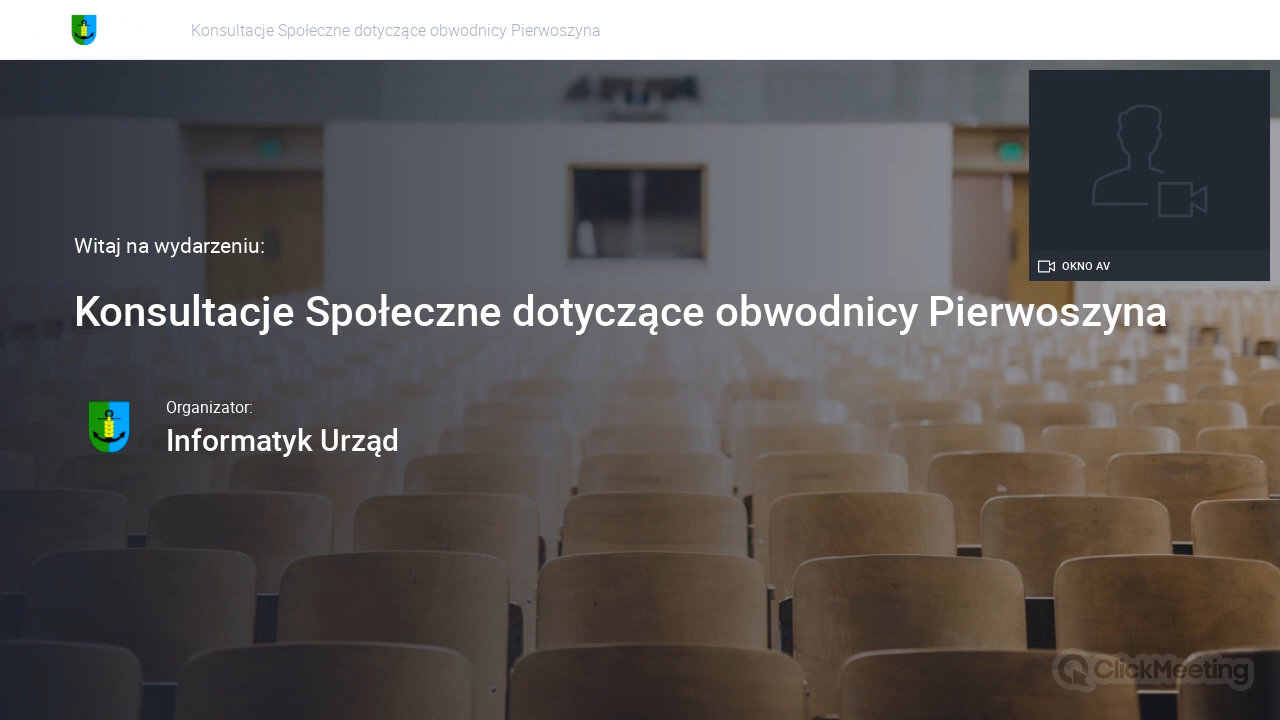 Konsultacje Społeczne dotyczące obwodnicy Pierwoszyna
OKNO AV
Witaj na wydarzeniu:
Konsultacje Społeczne dotyczące obwodnicy Pierwoszyna
Organizator:
Informatyk Urząd
ClickMeeting